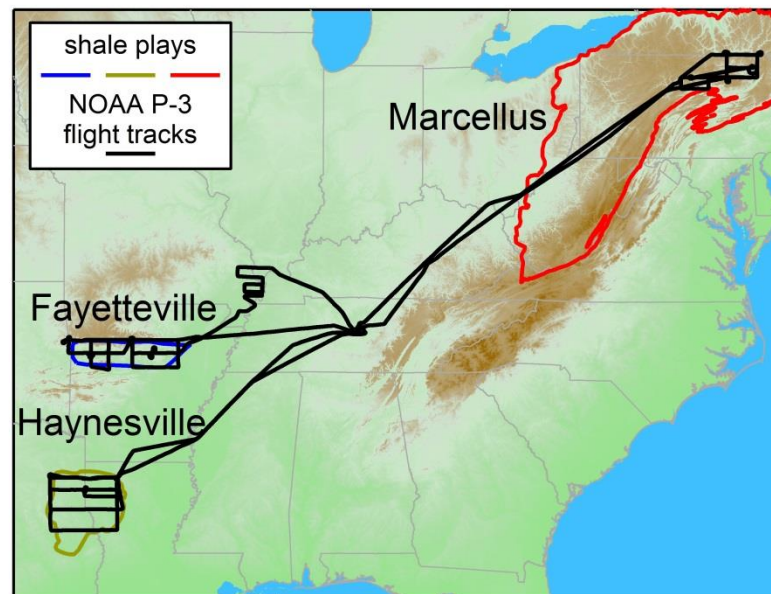 shale plays
NOAA P-3
flight tracks
Marcellus
Fayetteville
Haynesville